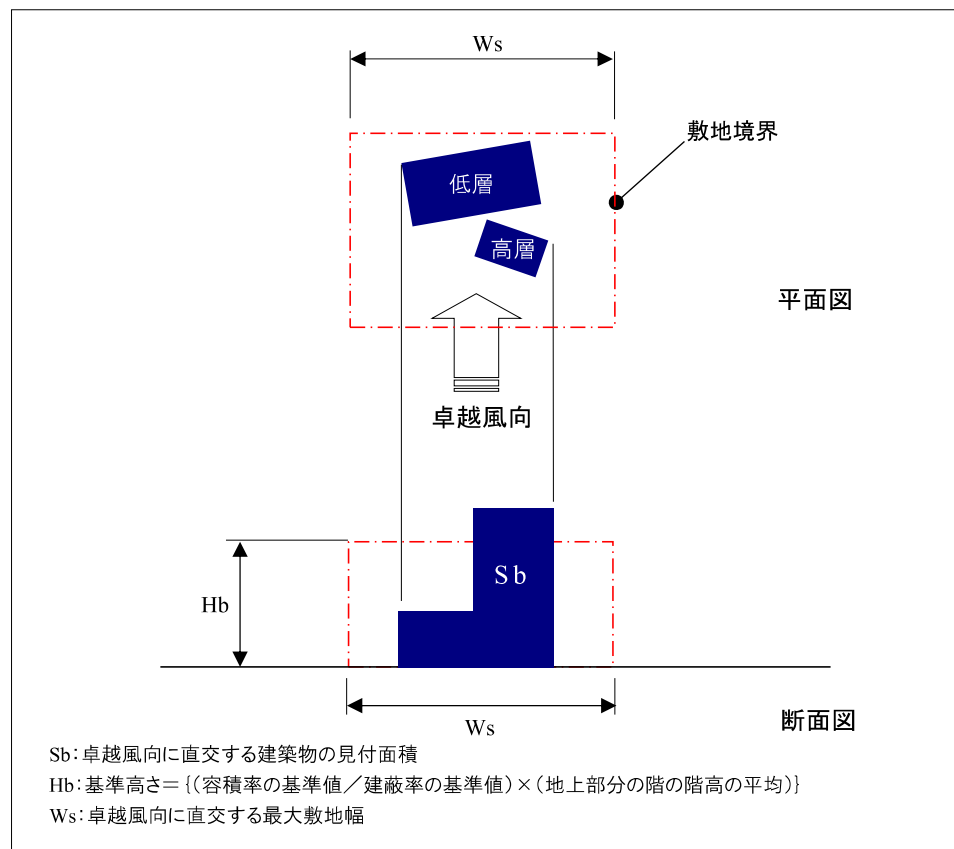 Ws
敷地境界
低層
高層
平面図
卓越風向
Sb
Hb
Ws
断面図
Sb:卓越風向に直交する建築物の見付面積
Hb:基準高さ={(容積率の基準値/建蔽率の基準値)×(地上部分の階の階高の平均)}
Ws:卓越風向に直交する最大敷地幅